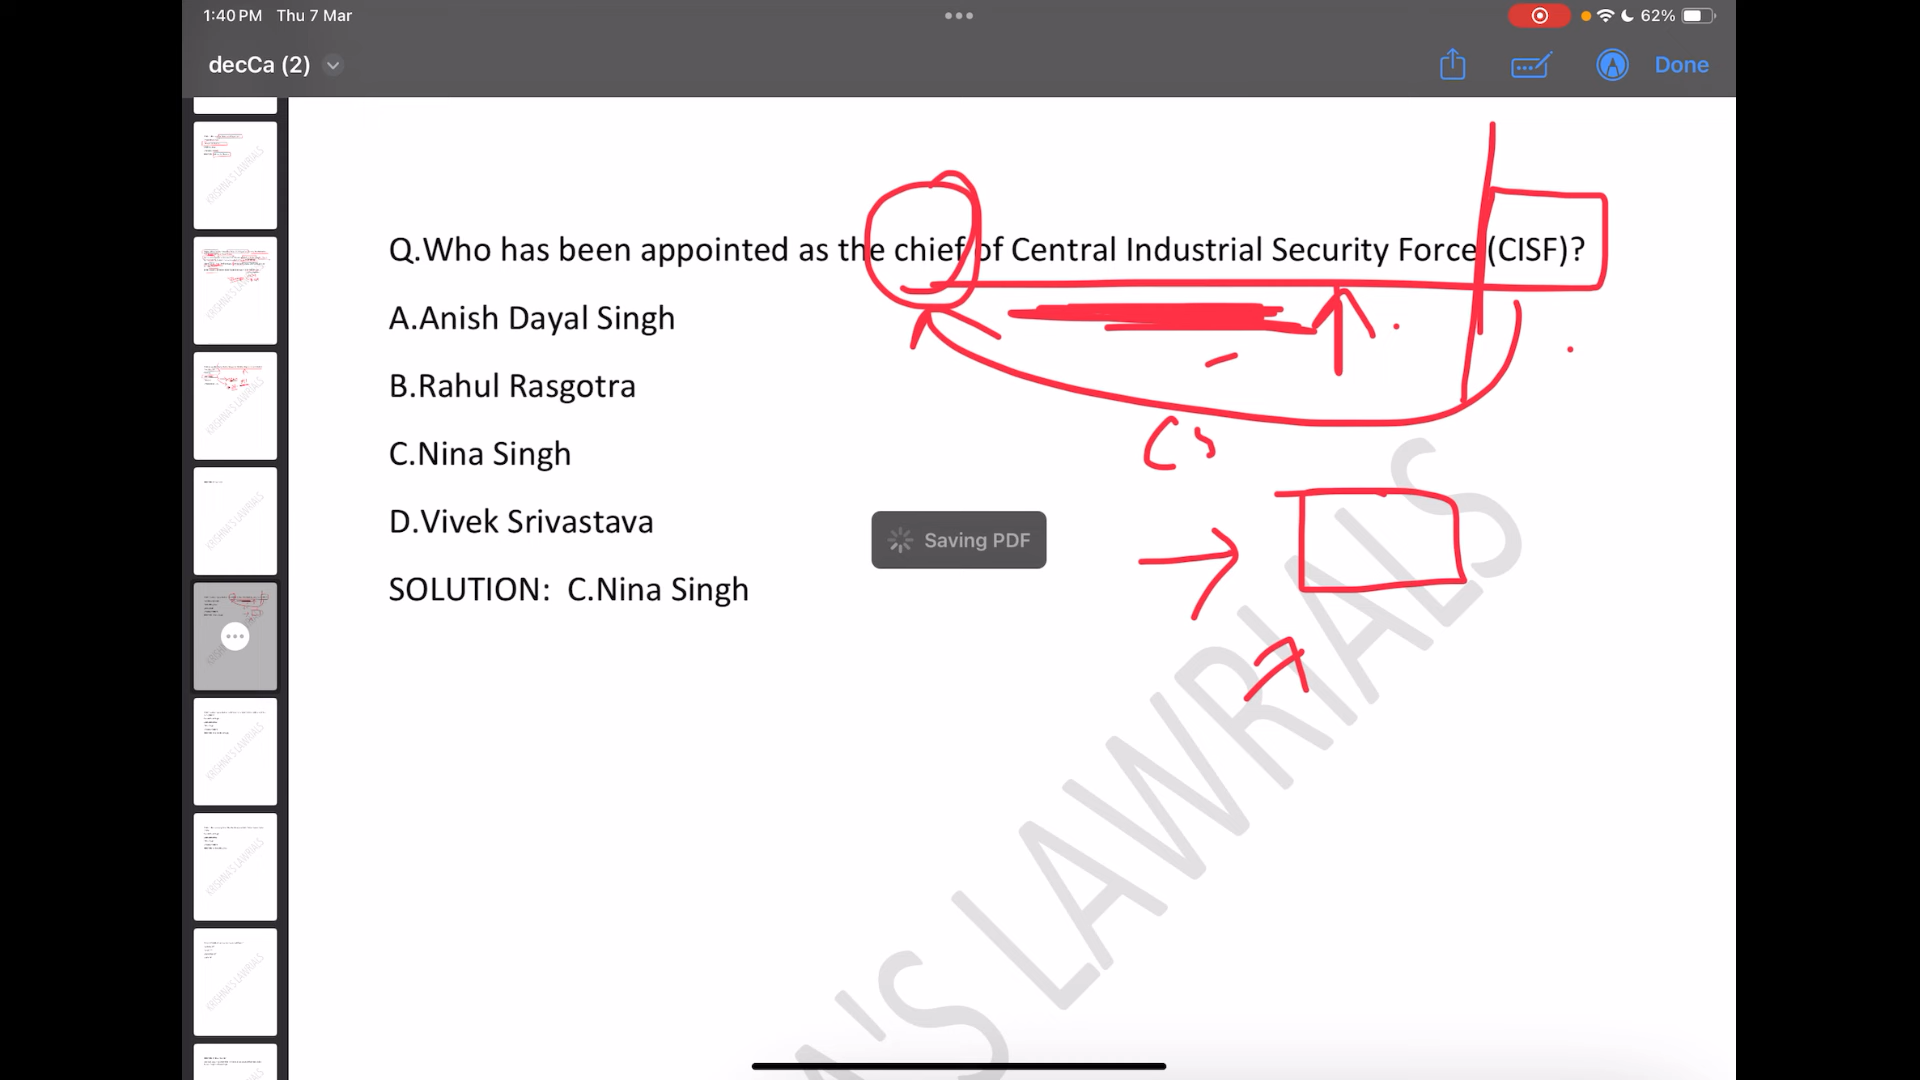 1:40 PM Thu 7 Mar
62%
decCa (2)
Done
Q.Who has been appointed as the chief of Central Industrial Security Force (CISF)?
A.Anish Dayal Singh
B.Rahul Rasgotra
C.Nina Singh
D.Vivek Srivastava
SOLUTION: C.Nina Singh
Saving PDF
'S LAWRIALS